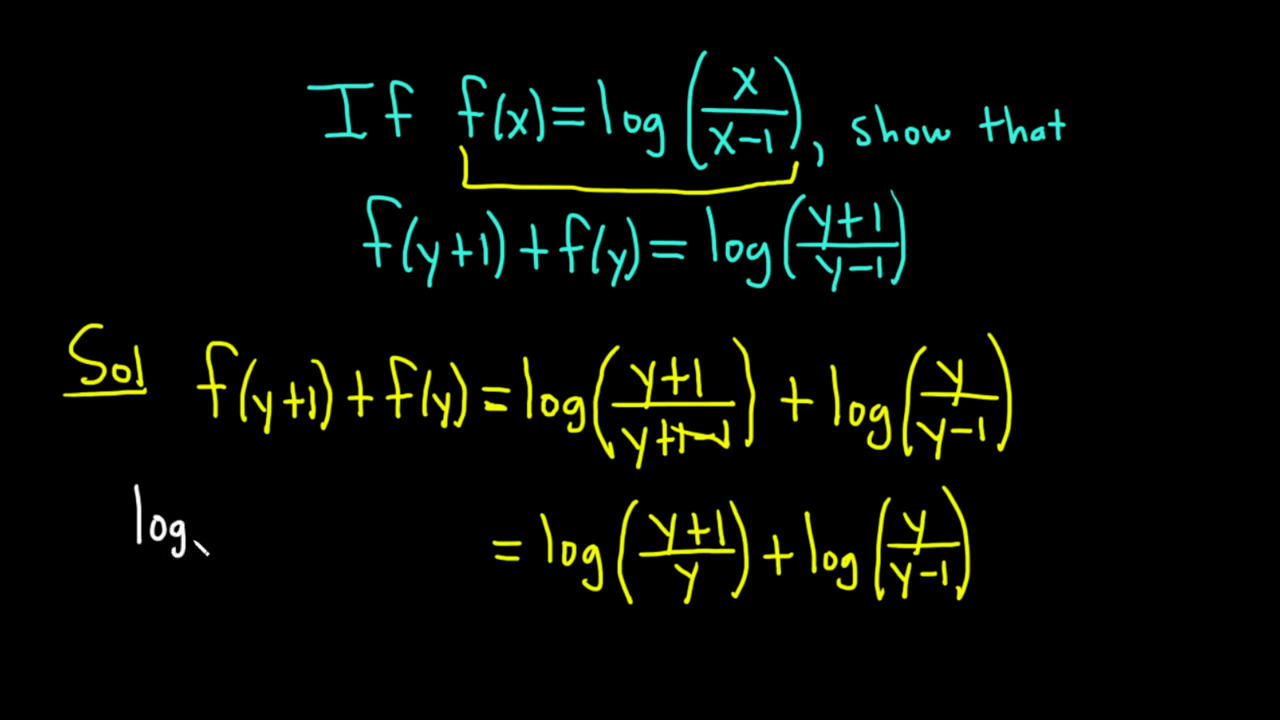 If f(x)=log(x/(x-1)), show that
f(y+1)+f(y)=log((y+1)/(y-1))
Sol f(y+1)+f(y)=log((y+1)/(y+1-1))+log(y/(y-1))
log =log((y+1)/y)+log(y/(y-1))